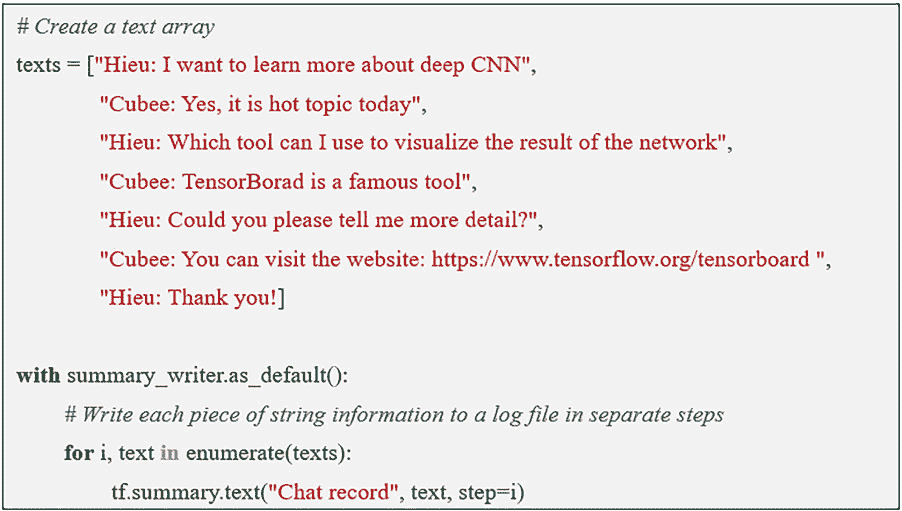 # Create a text array
texts = ["Hieu: I want to learn more about deep CNN",
"Cubee: Yes, it is hot topic today",
"Hieu: Which tool can I use to visualize the result of the network",
"Cubee: TensorBorad is a famous tool",
"Hieu: Could you please tell me more detail?",
"Cubee: You can visit the website: https://www.tensorflow.org/tensorboard ",
"Hieu: Thank you!]
with summary_writer.as_default():
# Write each piece of string information to a log file in separate steps
for i, text in enumerate(texts):
tf.summary.text("Chat record", text, step=i)